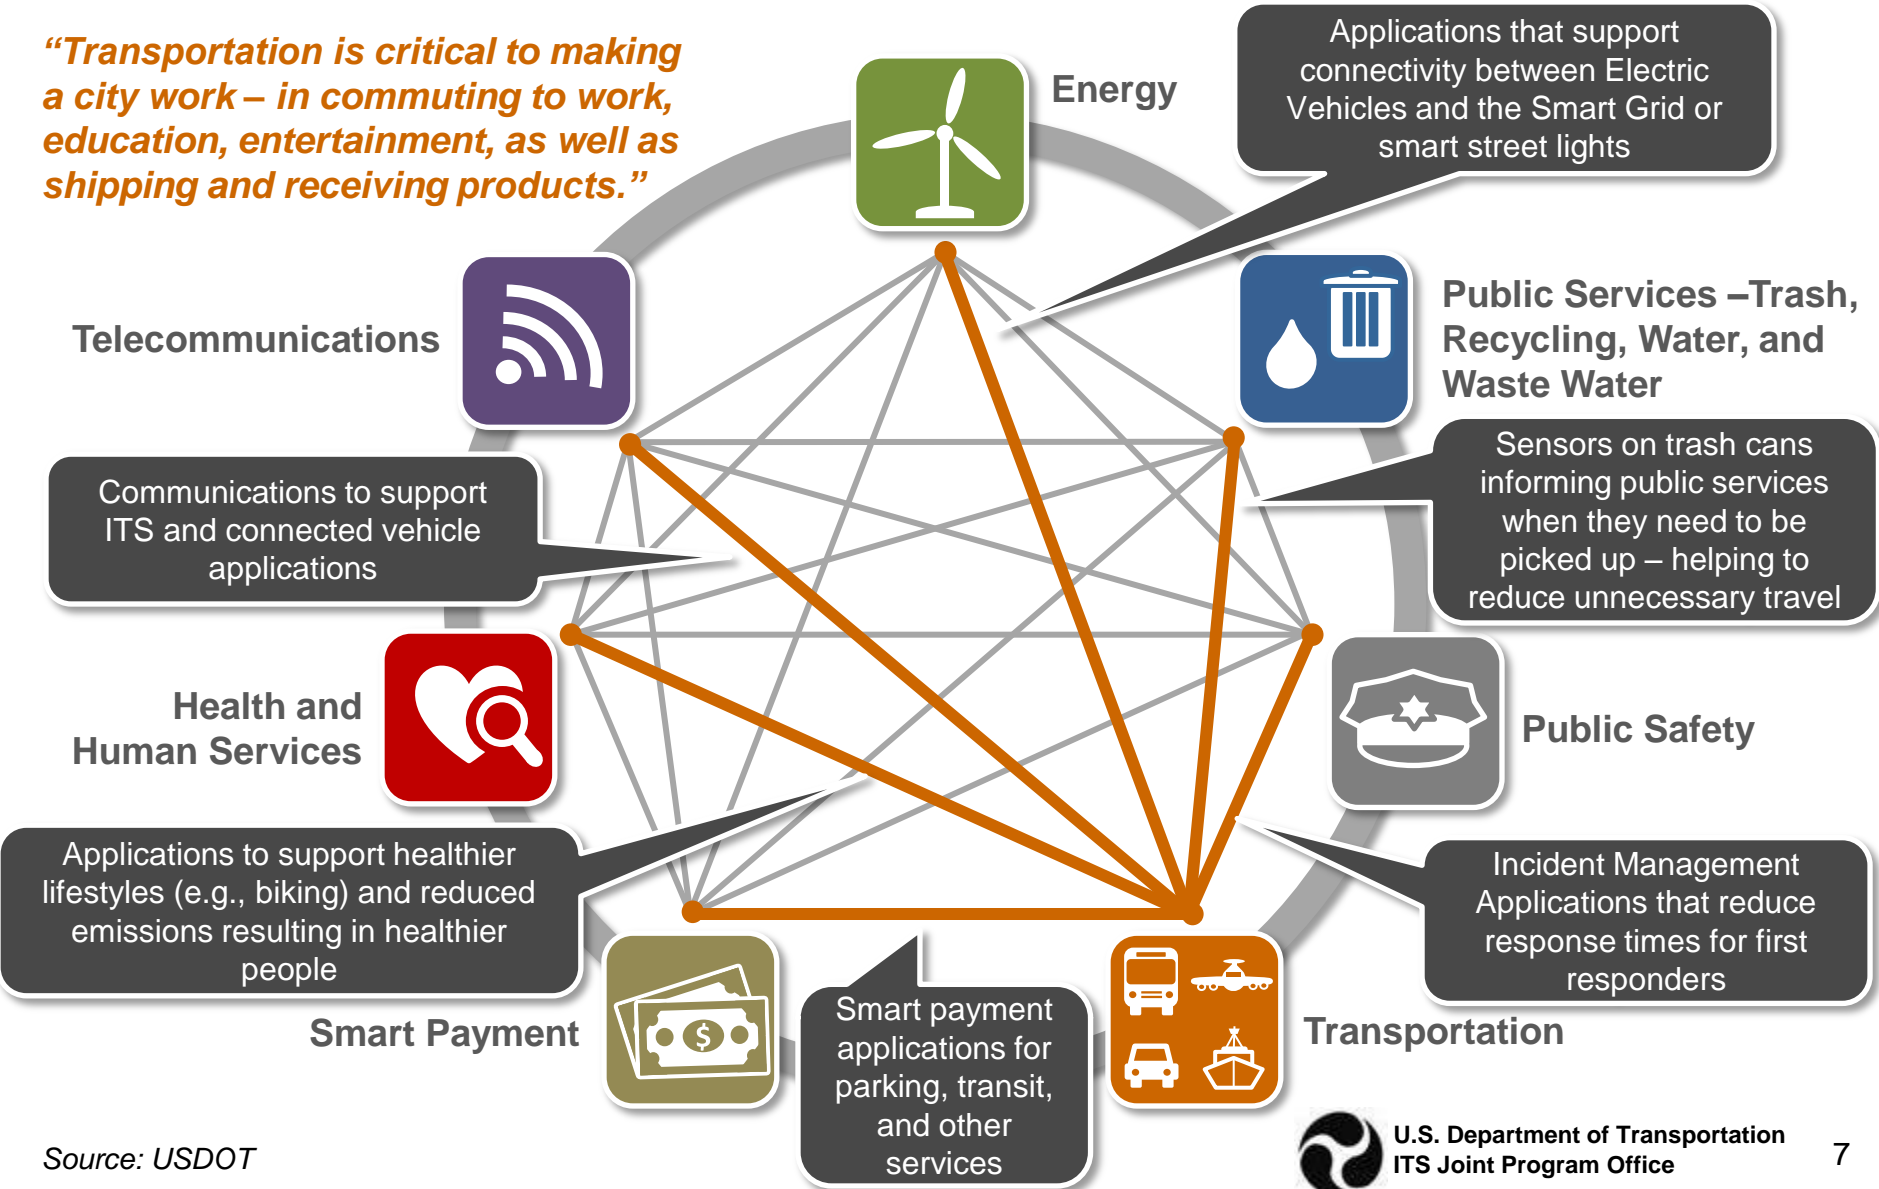 “Transportation is critical to making
a city work – in commuting to work,
education, entertainment, as well as
shipping and receiving products.”
Energy
Applications that support
connectivity between Electric
Vehicles and the Smart Grid or
smart street lights
Telecommunications
Public Services –Trash,
Recycling, Water, and
Waste Water
Communications to support
ITS and connected vehicle
applications
Sensors on trash cans
informing public services
when they need to be
picked up – helping to
reduce unnecessary travel
Health and
Human Services
Public Safety
Applications to support healthier
lifestyles (e.g., biking) and reduced
emissions resulting in healthier
people
Incident Management
Applications that reduce
response times for first
responders
Smart Payment
$
Smart payment
applications for
parking, transit,
and other
services
Transportation
Source: USDOT
U.S. Department of Transportation
ITS Joint Program Office
7